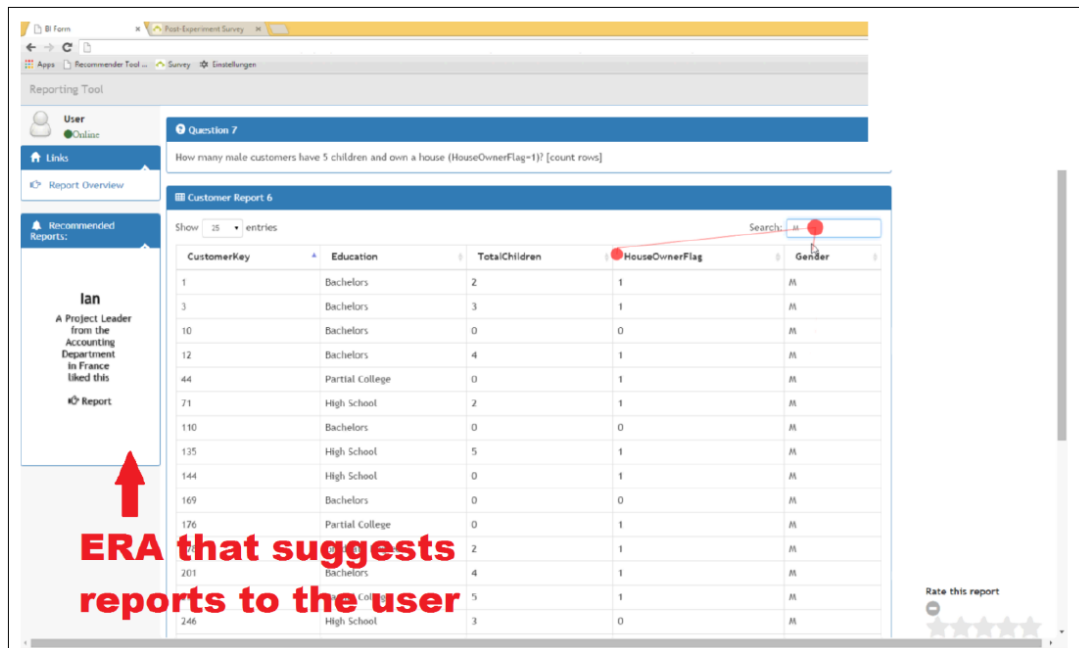 BI Form
Post-Experiment Survey
Apps Recommender Tool ... Survey Einstellungen
Reporting Tool
User
Online
Links
Report Overview
Recommended
Reports:
Ian
A Project Leader
from the
Accounting
Department
in France
liked this
Report
Question 7
How many male customers have 5 children and own a house (HouseOwnerFlag=1)? [count rows]
Customer Report 6
Show 25 entries
Search: M
CustomerKey Education TotalChildren HouseOwnerFlag Gender
1 Bachelors 2 1 M
3 Bachelors 3 1 M
10 Bachelors 0 0 M
12 Bachelors 4 1 M
44 Partial College 0 1 M
71 High School 2 1 M
110 Bachelors 0 0 M
135 High School 5 1 M
144 High School 0 1 M
169 Bachelors 0 0 M
176 Partial College 0 1 M
2 1 M
201 Bachelors 4 1 M
5 1 M
246 High School 3 0 M
ERA that suggests
reports to the user
Rate this report